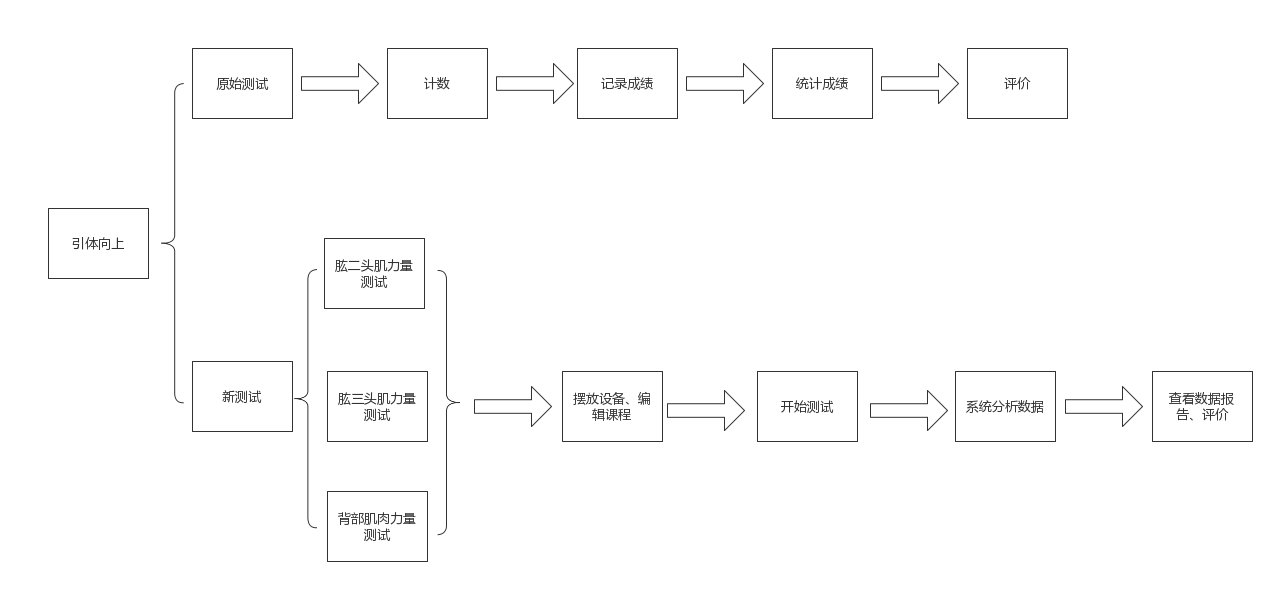 原始测试
计数
记录成绩
统计成绩
评价
引体向上
肱二头肌力量
测试
新测试
肱三头肌力量
测试
背部肌肉力量
测试
摆放设备、编
辑课程
开始测试
系统分析数据
查看数据报
告、评价